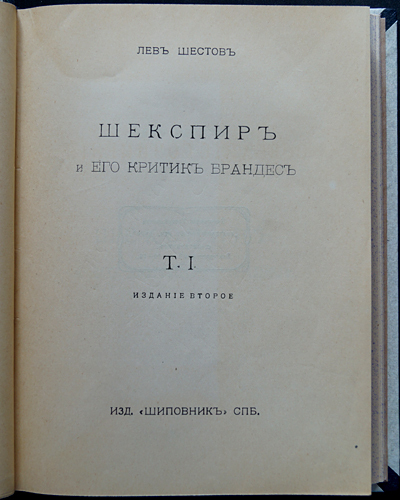 ЛЕВЪ ШЕСТОВЪ
ШЕКСПИРЪ
и ЕГО КРИТИКЪ БРАНДЕСЪ
Т. I
ИЗДАНІЕ ВТОРОЕ
ИЗД. «ШИПОВНИКЪ» СПБ.